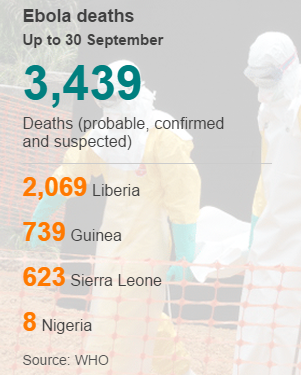 Ebola deaths
Up to 30 September
3,439
Deaths (probable, confirmed
and suspected)
2,069 Liberia
739 Guinea
623 Sierra Leone
8 Nigeria
Source: WHO